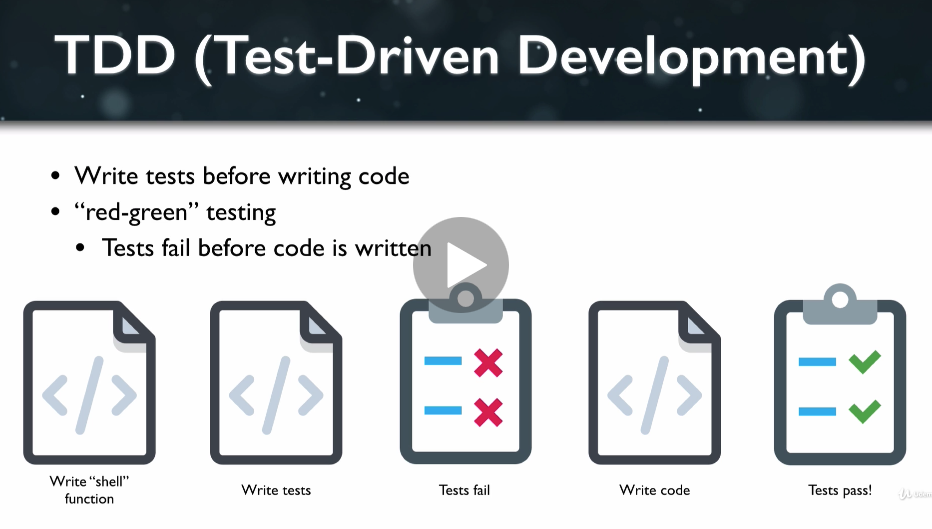 TDD (Test-Driven Development)
• Write tests before writing code
• “red-green” testing
• Tests fail before code is written
Write “shell”
function
Write tests
Tests fail
Write code
Tests pass!